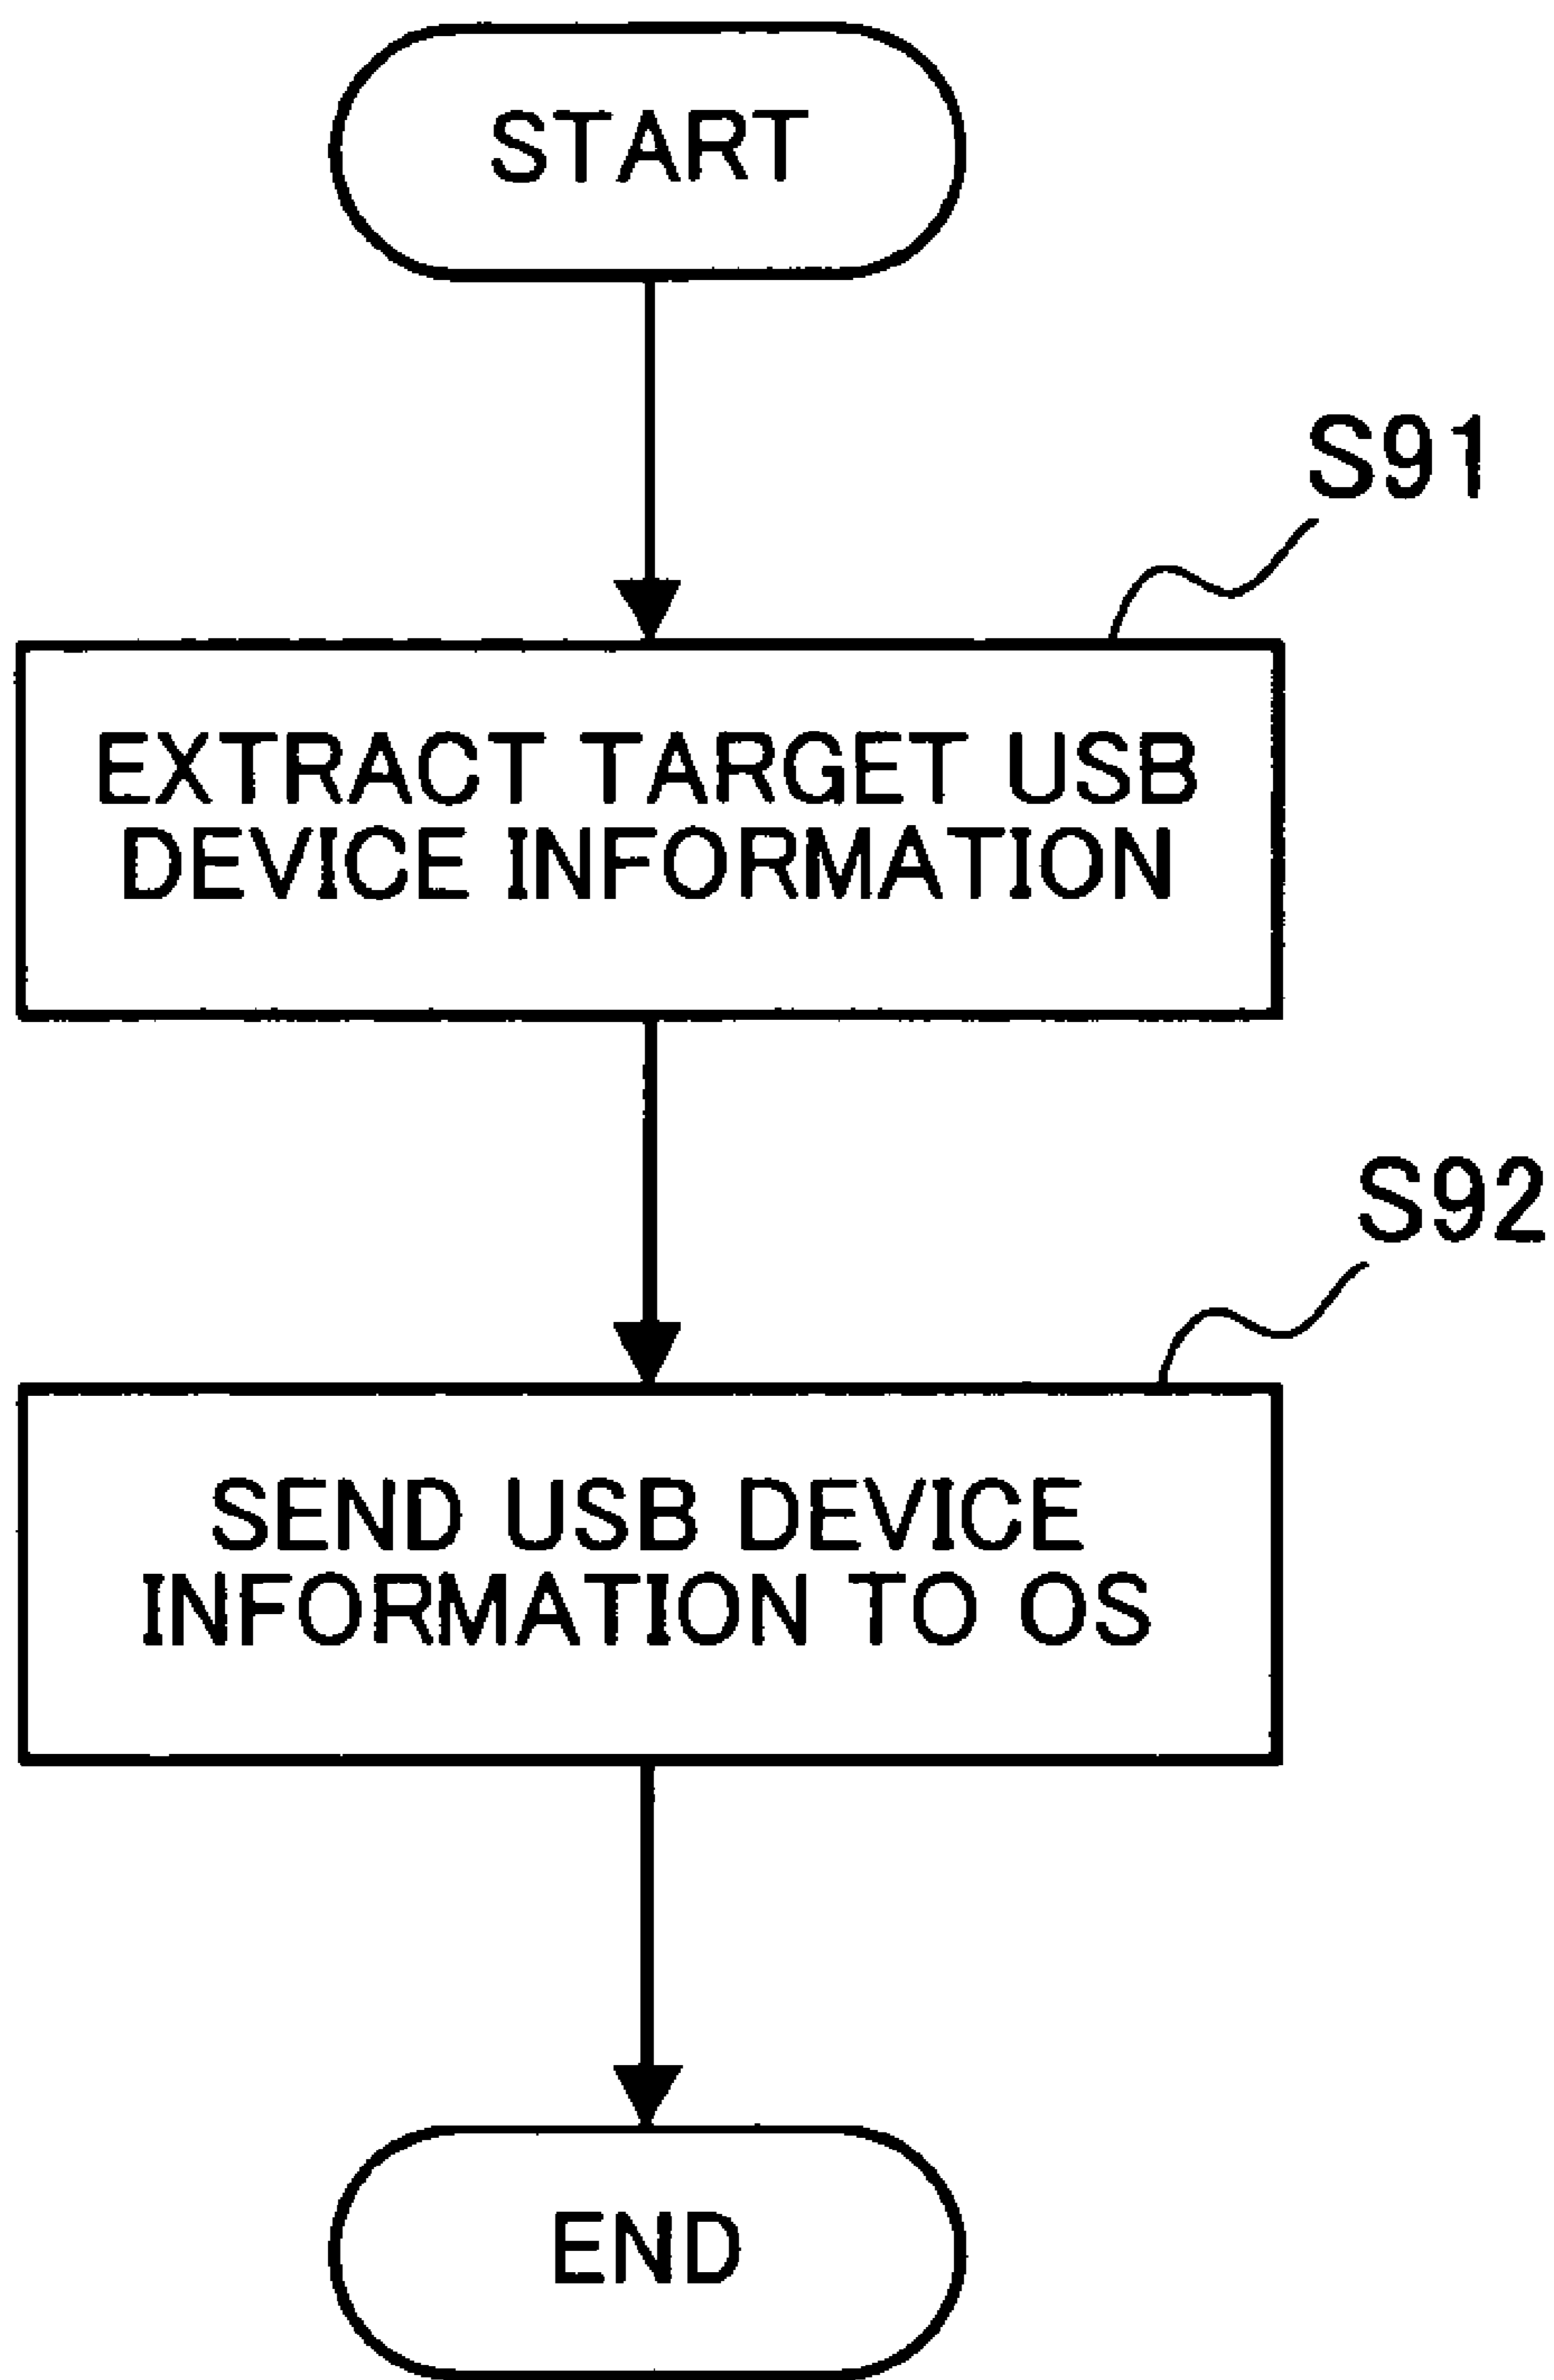 START
S91
EXTRACT TARGET USB
DEVICE INFORMATION
S92
SEND USB DEVICE
INFORMATION TO OS
END